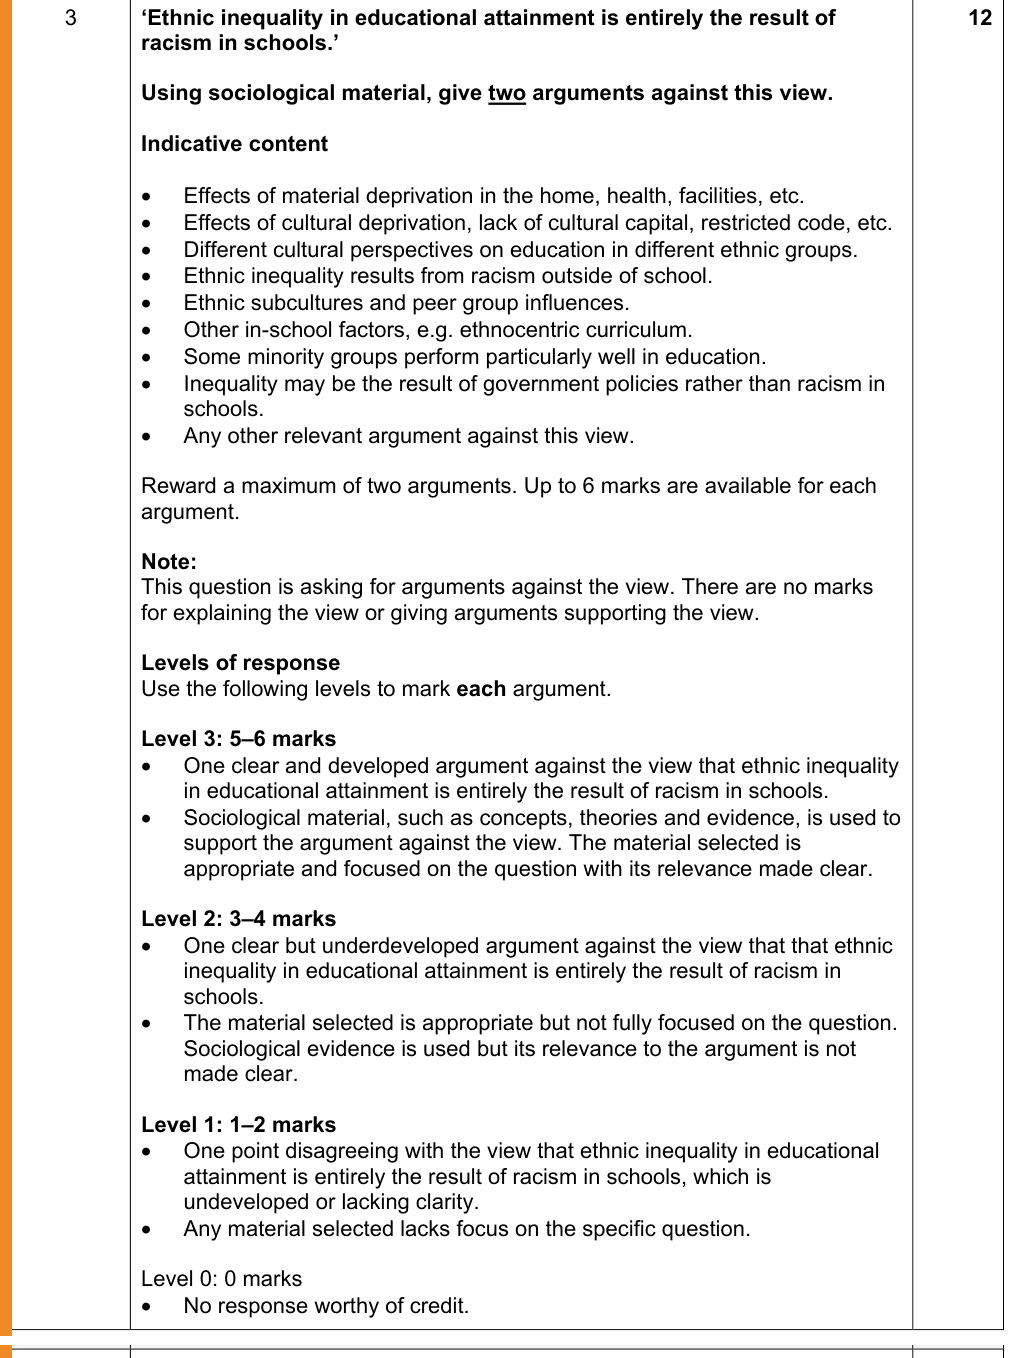 3
‘Ethnic inequality in educational attainment is entirely the result of
racism in schools.’
12
Using sociological material, give two arguments against this view.
Indicative content
• Effects of material deprivation in the home, health, facilities, etc.
• Effects of cultural deprivation, lack of cultural capital, restricted code, etc.
• Different cultural perspectives on education in different ethnic groups.
• Ethnic inequality results from racism outside of school.
• Ethnic subcultures and peer group influences.
• Other in-school factors, e.g. ethnocentric curriculum.
• Some minority groups perform particularly well in education.
• Inequality may be the result of government policies rather than racism in
schools.
• Any other relevant argument against this view.
Reward a maximum of two arguments. Up to 6 marks are available for each
argument.
Note:
This question is asking for arguments against the view. There are no marks
for explaining the view or giving arguments supporting the view.
Levels of response
Use the following levels to mark each argument.
Level 3: 5–6 marks
• One clear and developed argument against the view that ethnic inequality
in educational attainment is entirely the result of racism in schools.
• Sociological material, such as concepts, theories and evidence, is used to
support the argument against the view. The material selected is
appropriate and focused on the question with its relevance made clear.
Level 2: 3–4 marks
• One clear but underdeveloped argument against the view that that ethnic
inequality in educational attainment is entirely the result of racism in
schools.
• The material selected is appropriate but not fully focused on the question.
Sociological evidence is used but its relevance to the argument is not
made clear.
Level 1: 1–2 marks
• One point disagreeing with the view that ethnic inequality in educational
attainment is entirely the result of racism in schools, which is
undeveloped or lacking clarity.
• Any material selected lacks focus on the specific question.
Level 0: 0 marks
• No response worthy of credit.